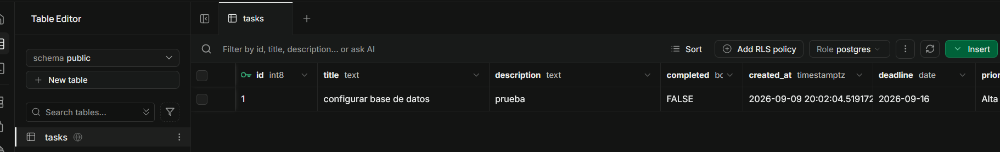 Table Editor
tasks
schema public
Filter by id, title, description... or ask AI
Sort
Add RLS policy
Role postgres
Insert
New table
id int8
title text
description text
completed bc
created_at timestamptz
deadline date
prior
1
configurar base de datos
prueba
FALSE
2026-09-09 20:02:04.519172
2026-09-16
Alta
Search tables...
tasks